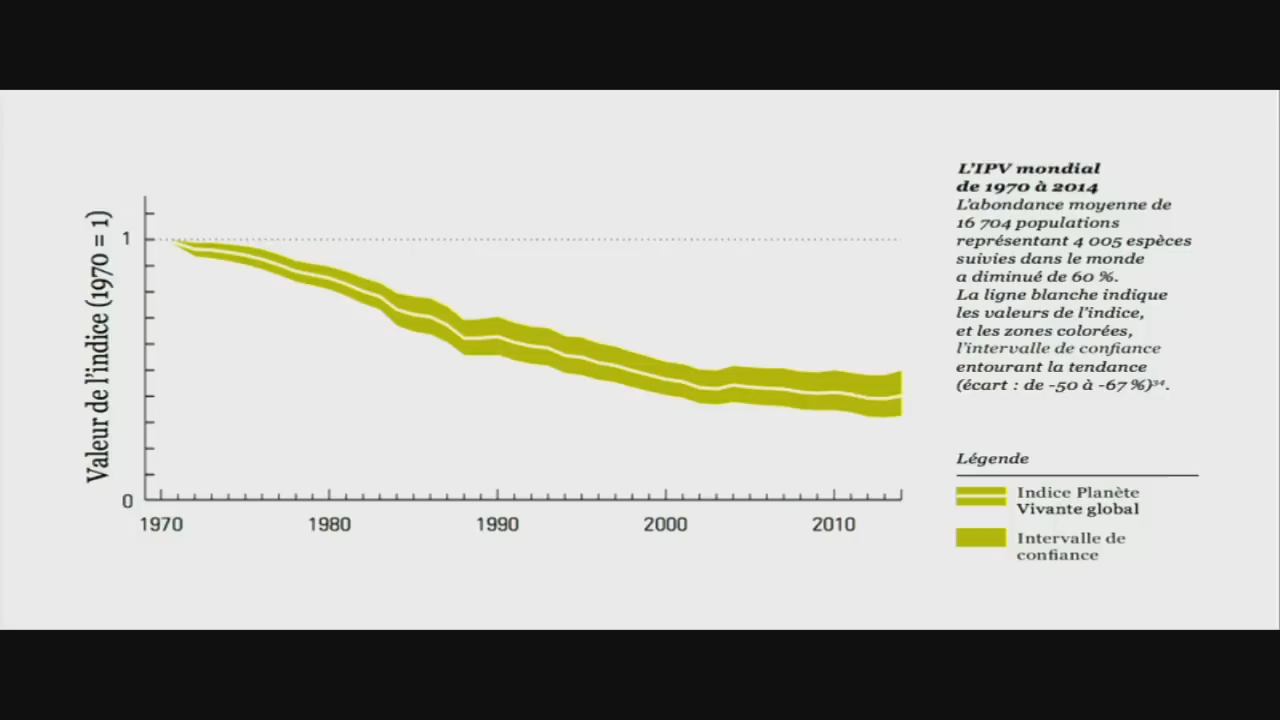 Valeur de l'indice (1970 = 1)
1
0
1970
1980
1990
2000
2010
L'IPV mondial
de 1970 à 2014
L'abondance moyenne de
16 704 populations
représentant 4 005 espèces
suivies dans le monde
a diminué de 60 %.
La ligne blanche indique
les valeurs de l'indice,
et les zones colorées,
l'intervalle de confiance
entourant la tendance
(écart : de -50 à -67 %)³⁴.
Légende
Indice Planète
Vivante global
Intervalle de
confiance